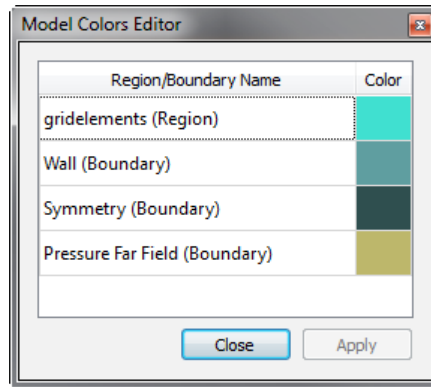 Model Colors Editor
Region/Boundary Name Color
gridelements (Region)
Wall (Boundary)
Symmetry (Boundary)
Pressure Far Field (Boundary)
Close Apply